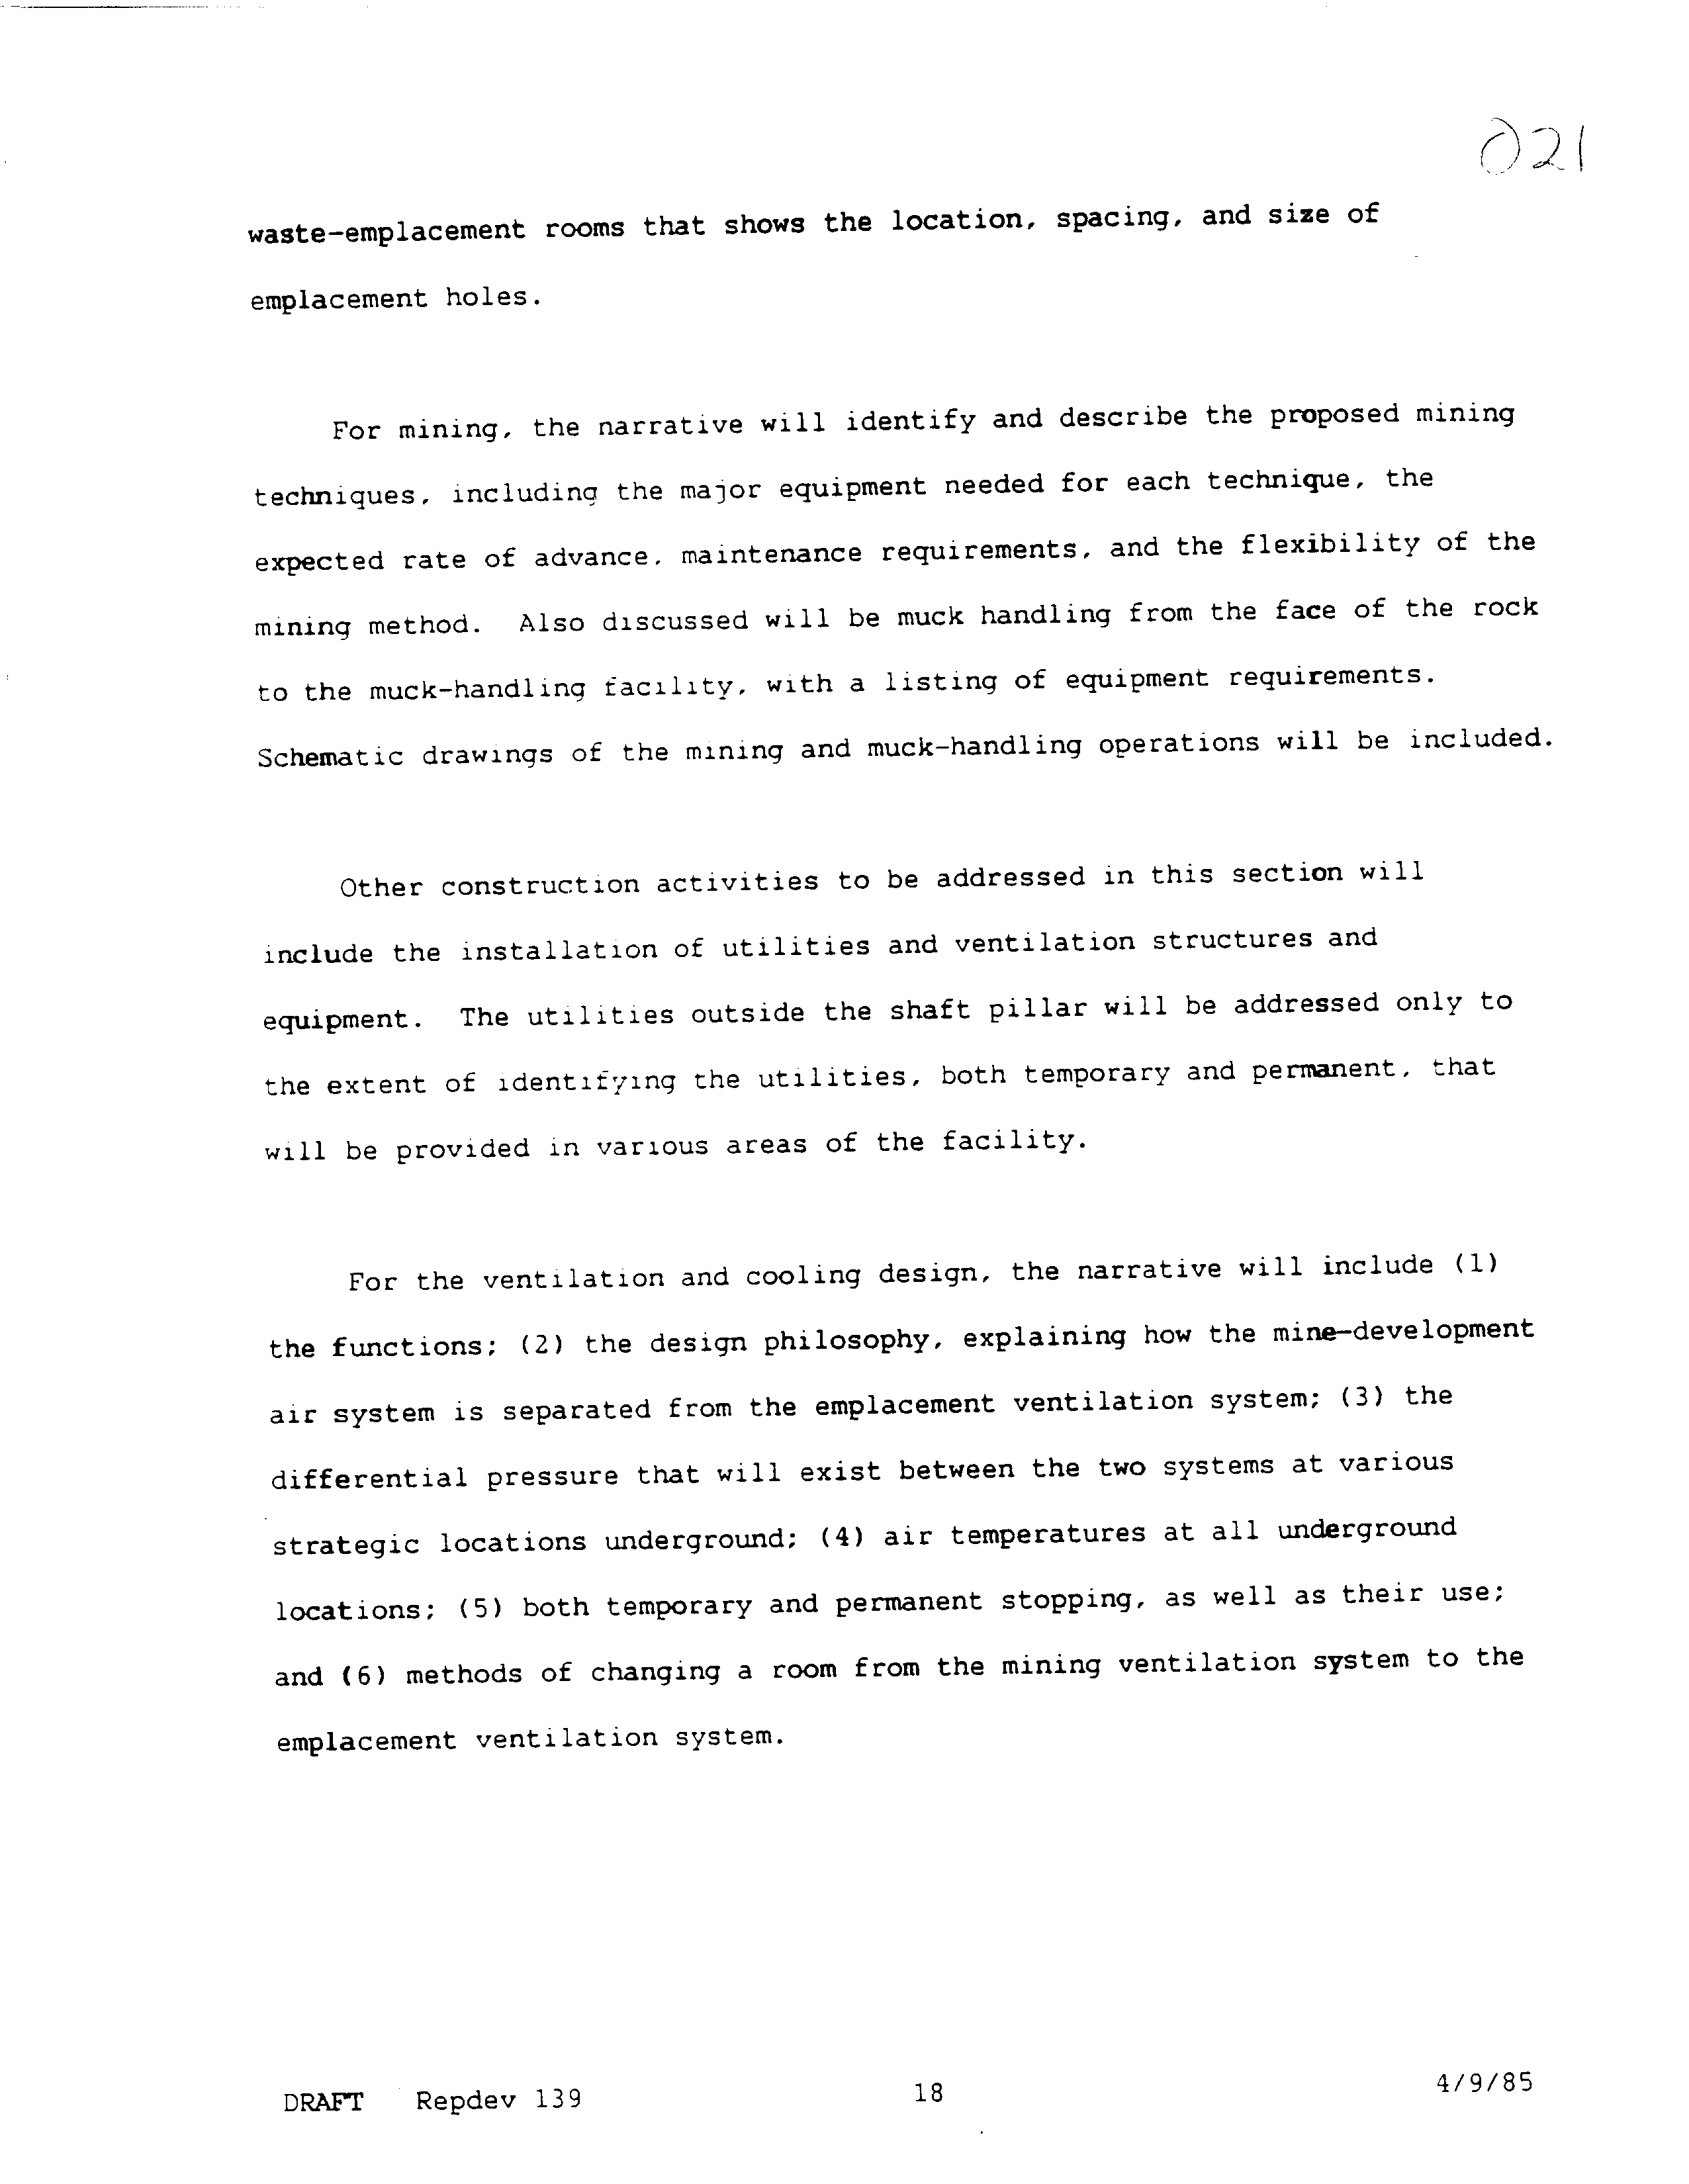 021
waste-emplacement rooms that shows the location, spacing, and size of
emplacement holes.
For mining, the narrative will identify and describe the proposed mining
techniques, including the major equipment needed for each technique, the
expected rate of advance, maintenance requirements, and the flexibility of the
mining method. Also discussed will be muck handling from the face of the rock
to the muck-handling facility, with a listing of equipment requirements.
Schematic drawings of the mining and muck-handling operations will be included.
Other construction activities to be addressed in this section will
include the installation of utilities and ventilation structures and
equipment. The utilities outside the shaft pillar will be addressed only to
the extent of identifying the utilities, both temporary and permanent, that
will be provided in various areas of the facility.
For the ventilation and cooling design, the narrative will include (1)
the functions; (2) the design philosophy, explaining how the mine-development
air system is separated from the emplacement ventilation system; (3) the
differential pressure that will exist between the two systems at various
strategic locations underground; (4) air temperatures at all underground
locations; (5) both temporary and permanent stopping, as well as their use;
and (6) methods of changing a room from the mining ventilation system to the
emplacement ventilation system.
DRAFT Repdev 139 18 4/9/85